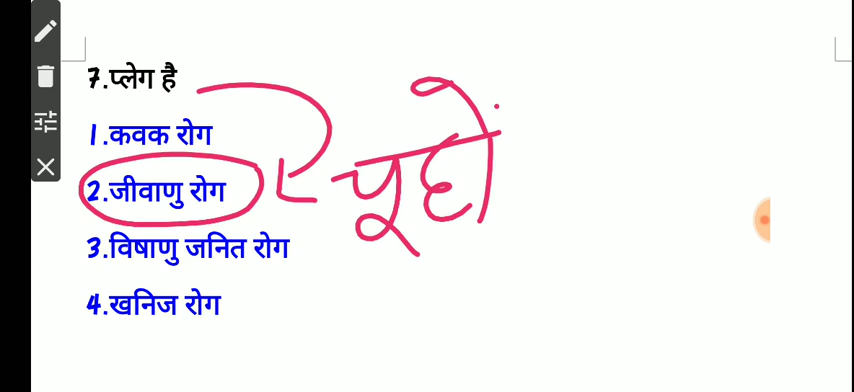 7.प्लेग है
1.कवक रोग
2.जीवाणु रोग
चूहों
3.विषाणु जनित रोग
4.खनिज रोग